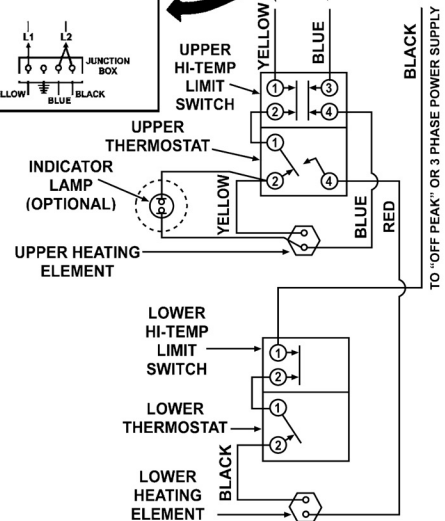 L1 L2
JUNCTION
BOX
LLOW
BLUE
BLACK
YELLOW
BLUE
BLACK
TO "OFF PEAK" OR 3 PHASE POWER SUPPLY
UPPER
HI-TEMP
LIMIT
SWITCH
1 3
2 4
UPPER
THERMOSTAT
1
2 4
INDICATOR
LAMP
(OPTIONAL)
YELLOW
BLUE
RED
UPPER HEATING
ELEMENT
LOWER
HI-TEMP
LIMIT
SWITCH
1
2
LOWER
THERMOSTAT
1
2
BLACK
LOWER
HEATING
ELEMENT